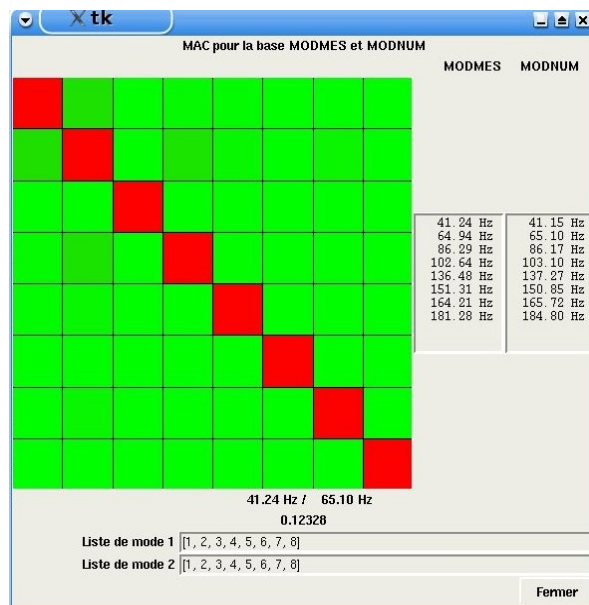 tk
MAC pour la base MODMES et MODNUM
MODMES MODNUM
41.24 Hz 41.15 Hz
64.94 Hz 65.10 Hz
86.29 Hz 86.17 Hz
102.64 Hz 103.10 Hz
136.48 Hz 137.27 Hz
151.31 Hz 150.85 Hz
164.21 Hz 165.72 Hz
181.28 Hz 184.80 Hz
41.24 Hz / 65.10 Hz
0.12328
Liste de mode 1 [1, 2, 3, 4, 5, 6, 7, 8]
Liste de mode 2 [1, 2, 3, 4, 5, 6, 7, 8]
Fermer